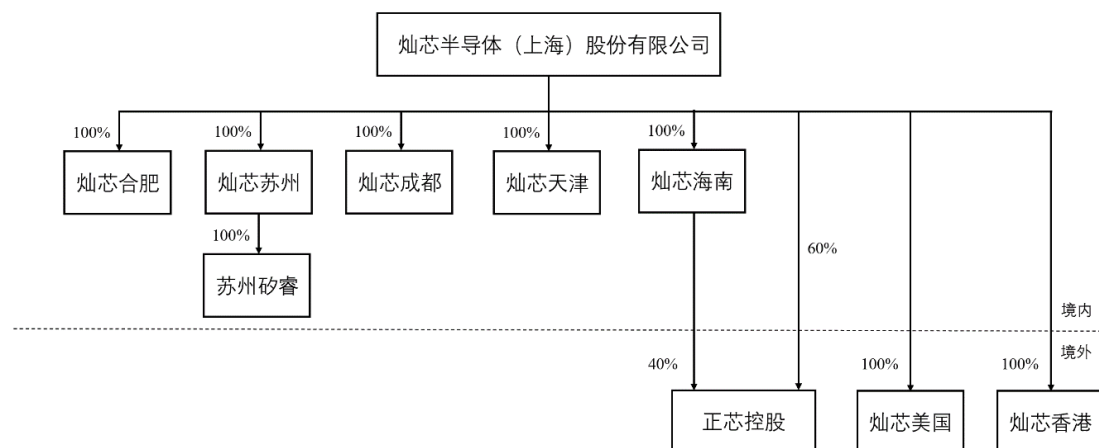 灿芯半导体（上海）股份有限公司
100%
100%
100%
100%
100%
灿芯合肥
灿芯苏州
灿芯成都
灿芯天津
灿芯海南
100%
60%
苏州矽睿
境内
境外
40%
100%
100%
正芯控股
灿芯美国
灿芯香港